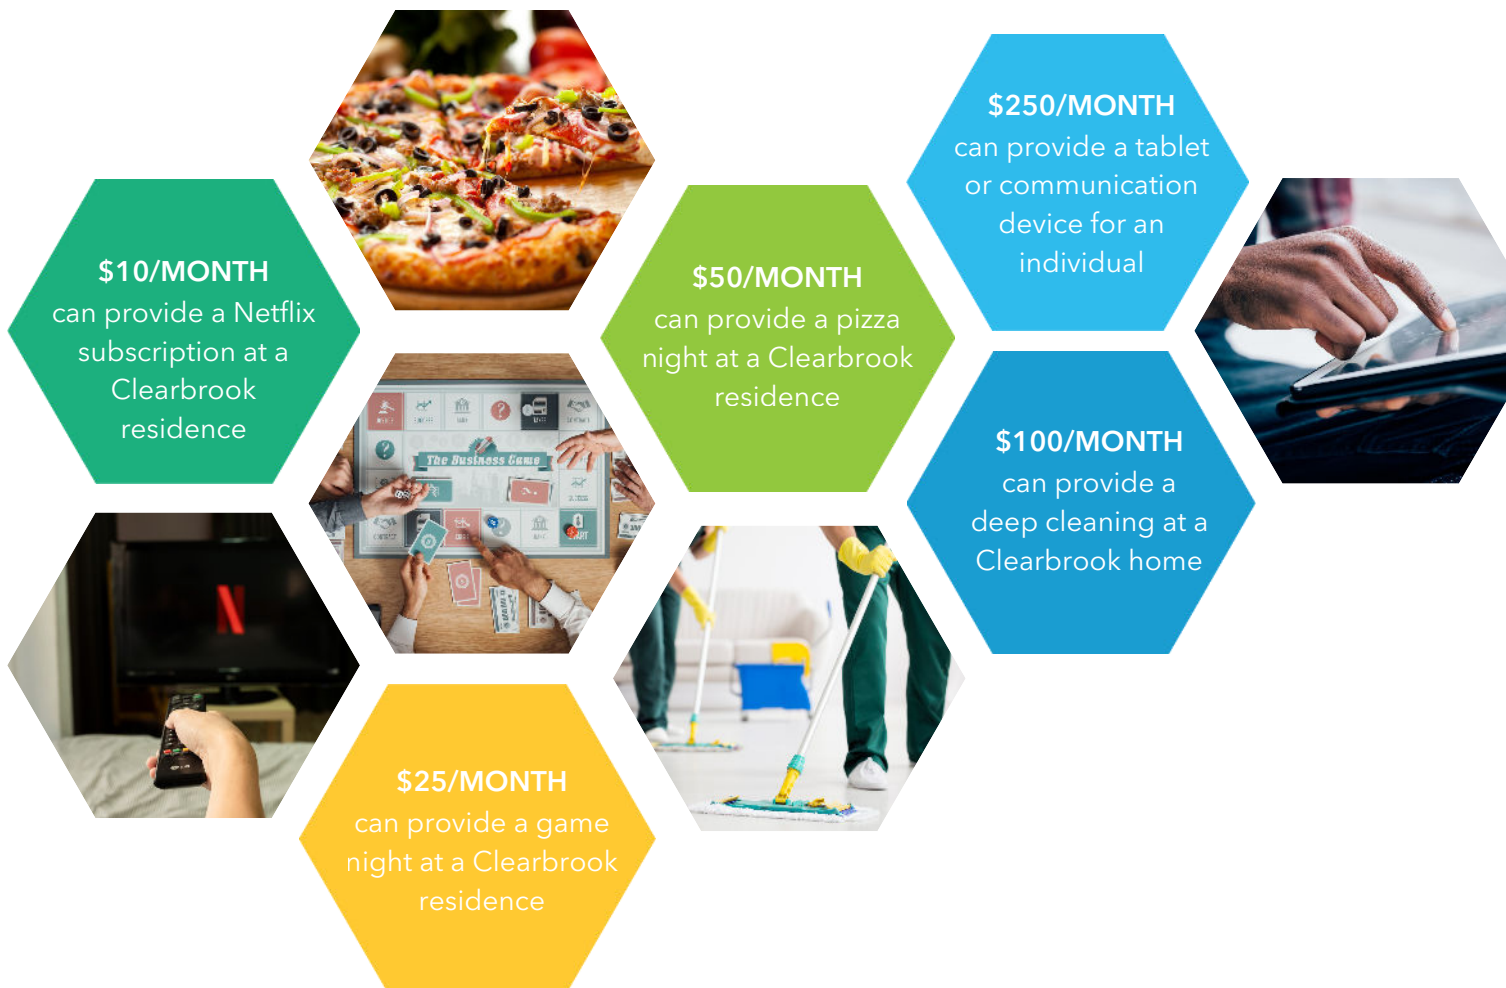 $10/MONTH
can provide a Netflix
subscription at a
Clearbrook
residence
The Business Game
N
$25/MONTH
can provide a game
night at a Clearbrook
residence
$50/MONTH
can provide a pizza
night at a Clearbrook
residence
$250/MONTH
can provide a tablet
or communication
device for an
individual
$100/MONTH
can provide a
deep cleaning at a
Clearbrook home